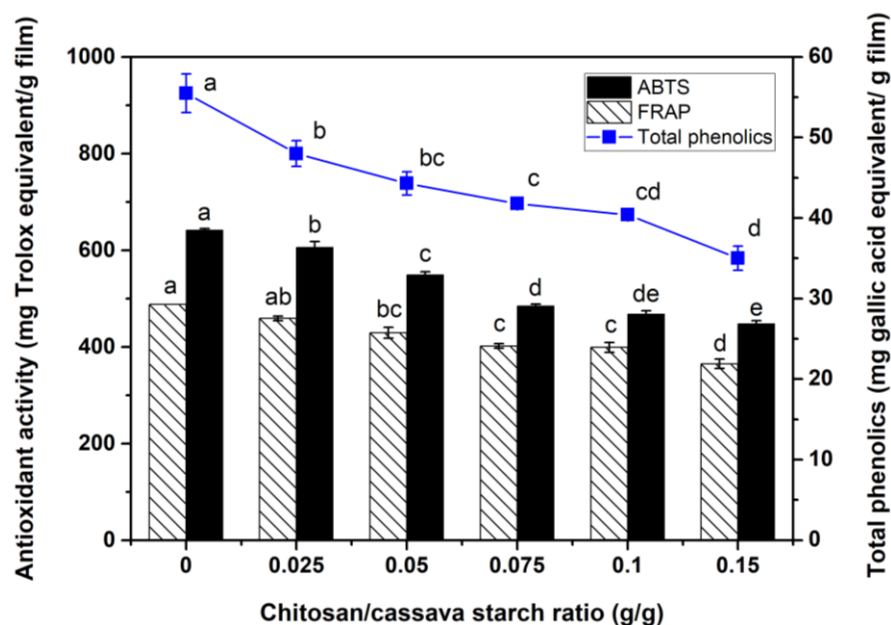 Antioxidant activity (mg Trolox equivalent/g film)
1000
800
600
400
200
0
60
50
40
30
20
10
0
Total phenolics (mg gallic acid equivalent/ g film)
ABTS
FRAP
Total phenolics
a
b
bc
c
cd
d
a
b
c
d
de
e
a
ab
bc
c
c
d
0 0.025 0.05 0.075 0.1 0.15
Chitosan/cassava starch ratio (g/g)